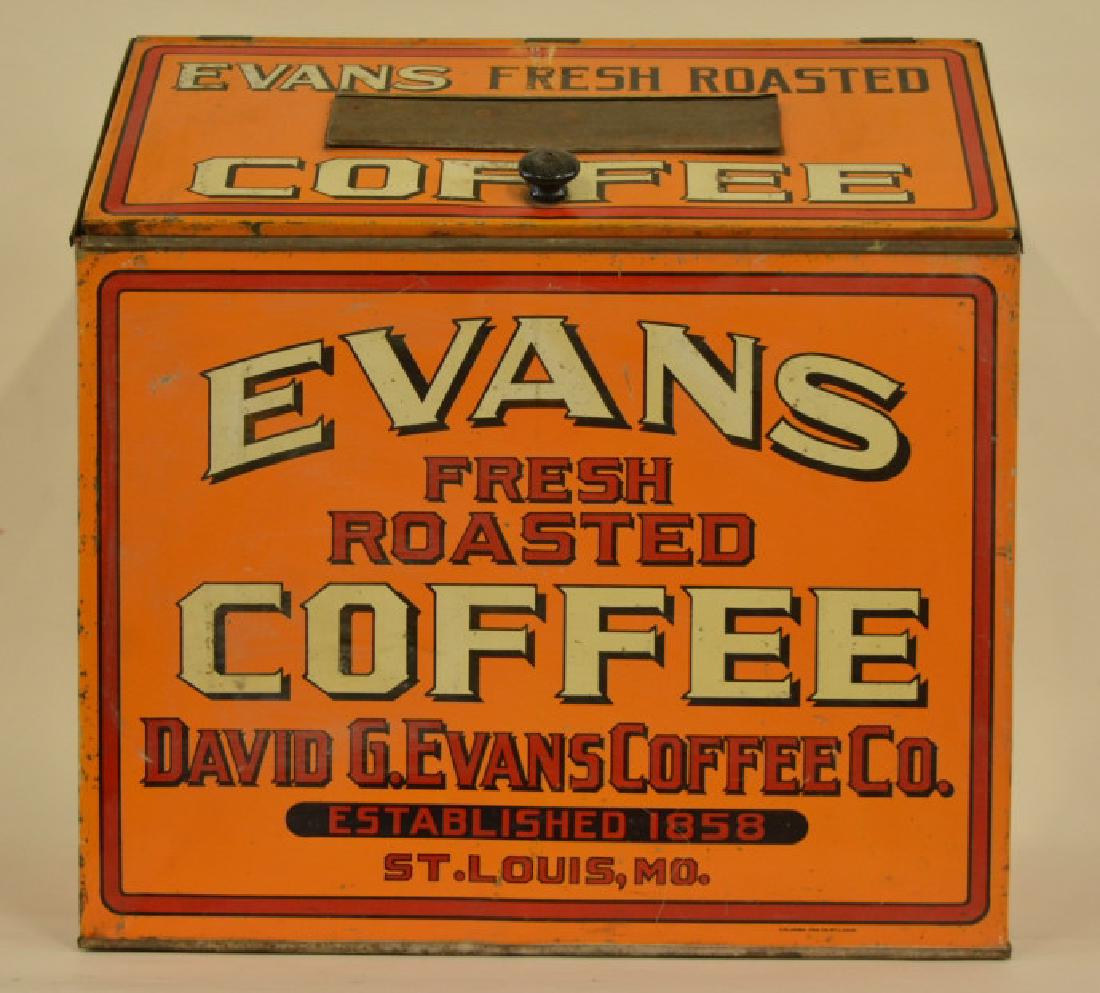 EVANS FRESH ROASTED
COFFEE
EVANS
FRESH
ROASTED
COFFEE
DAVID G. EVANS COFFEE CO.
ESTABLISHED 1858
ST. LOUIS, MO.